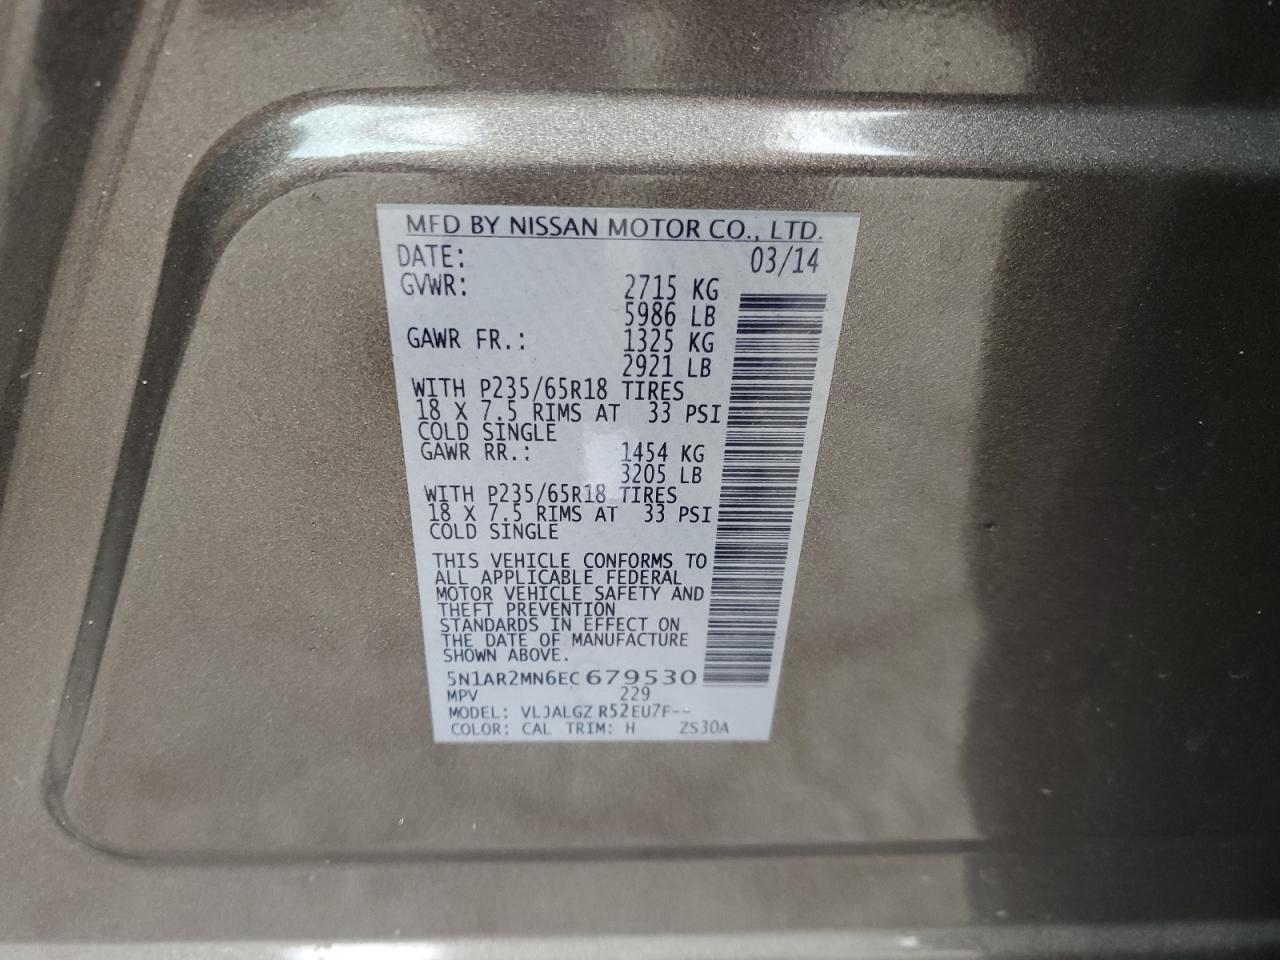 MFD BY NISSAN MOTOR CO., LTD.
DATE: 03/14
GVWR: 2715 KG
5986 LB
GAWR FR.: 1325 KG
2921 LB
WITH P235/65R18 TIRES
18 X 7.5 RIMS AT 33 PSI
COLD SINGLE
GAWR RR.: 1454 KG
3205 LB
WITH P235/65R18 TIRES
18 X 7.5 RIMS AT 33 PSI
COLD SINGLE
THIS VEHICLE CONFORMS TO
ALL APPLICABLE FEDERAL
MOTOR VEHICLE SAFETY AND
THEFT PREVENTION
STANDARDS IN EFFECT ON
THE DATE OF MANUFACTURE
SHOWN ABOVE.
5N1AR2MN6EC679530
MPV 229
MODEL: VLJALGZ R52EU7F--
COLOR: CAL TRIM: H ZS30A